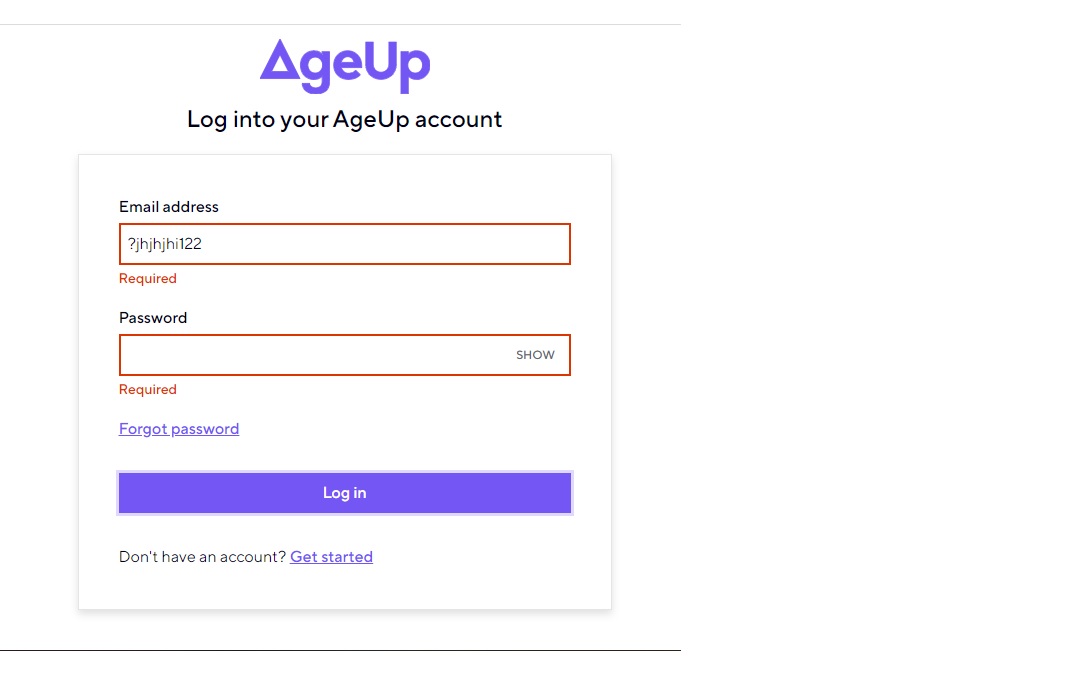 AgeUp
Log into your AgeUp account
Email address
?jhjhjhi122
Required
Password
SHOW
Required
Forgot password
Log in
Don't have an account? Get started